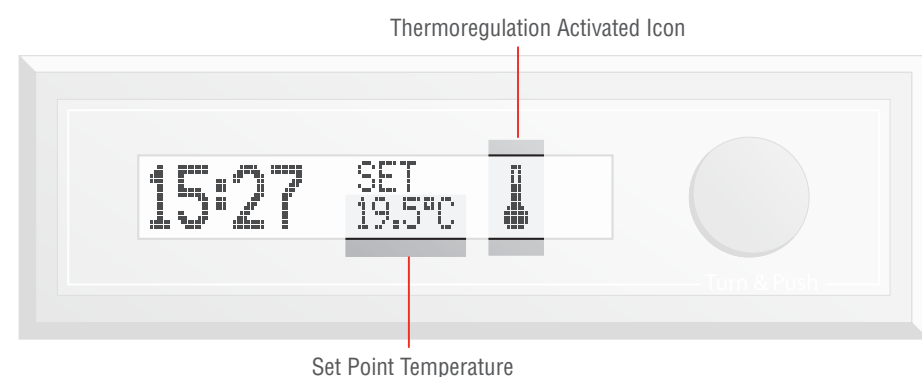 Thermoregulation Activated Icon
15:27
SET
19.5°C
Turn & Push
Set Point Temperature